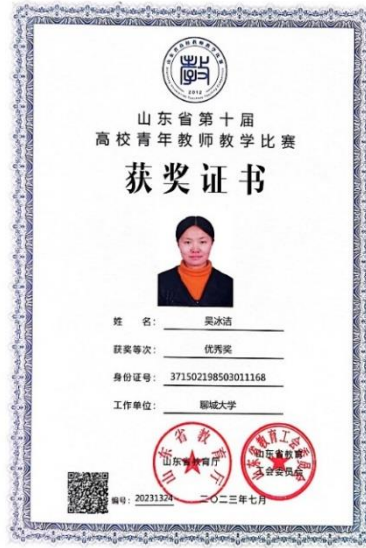 2012
山东省第十届
高校青年教师教学比赛
获奖证书
姓 名： 吴冰洁
获奖等次： 优秀奖
身份证号： 371502198503011168
工作单位： 聊城大学
山东省教育厅
山东省教育
工会委员会
编号：20231324
二〇二三年七月